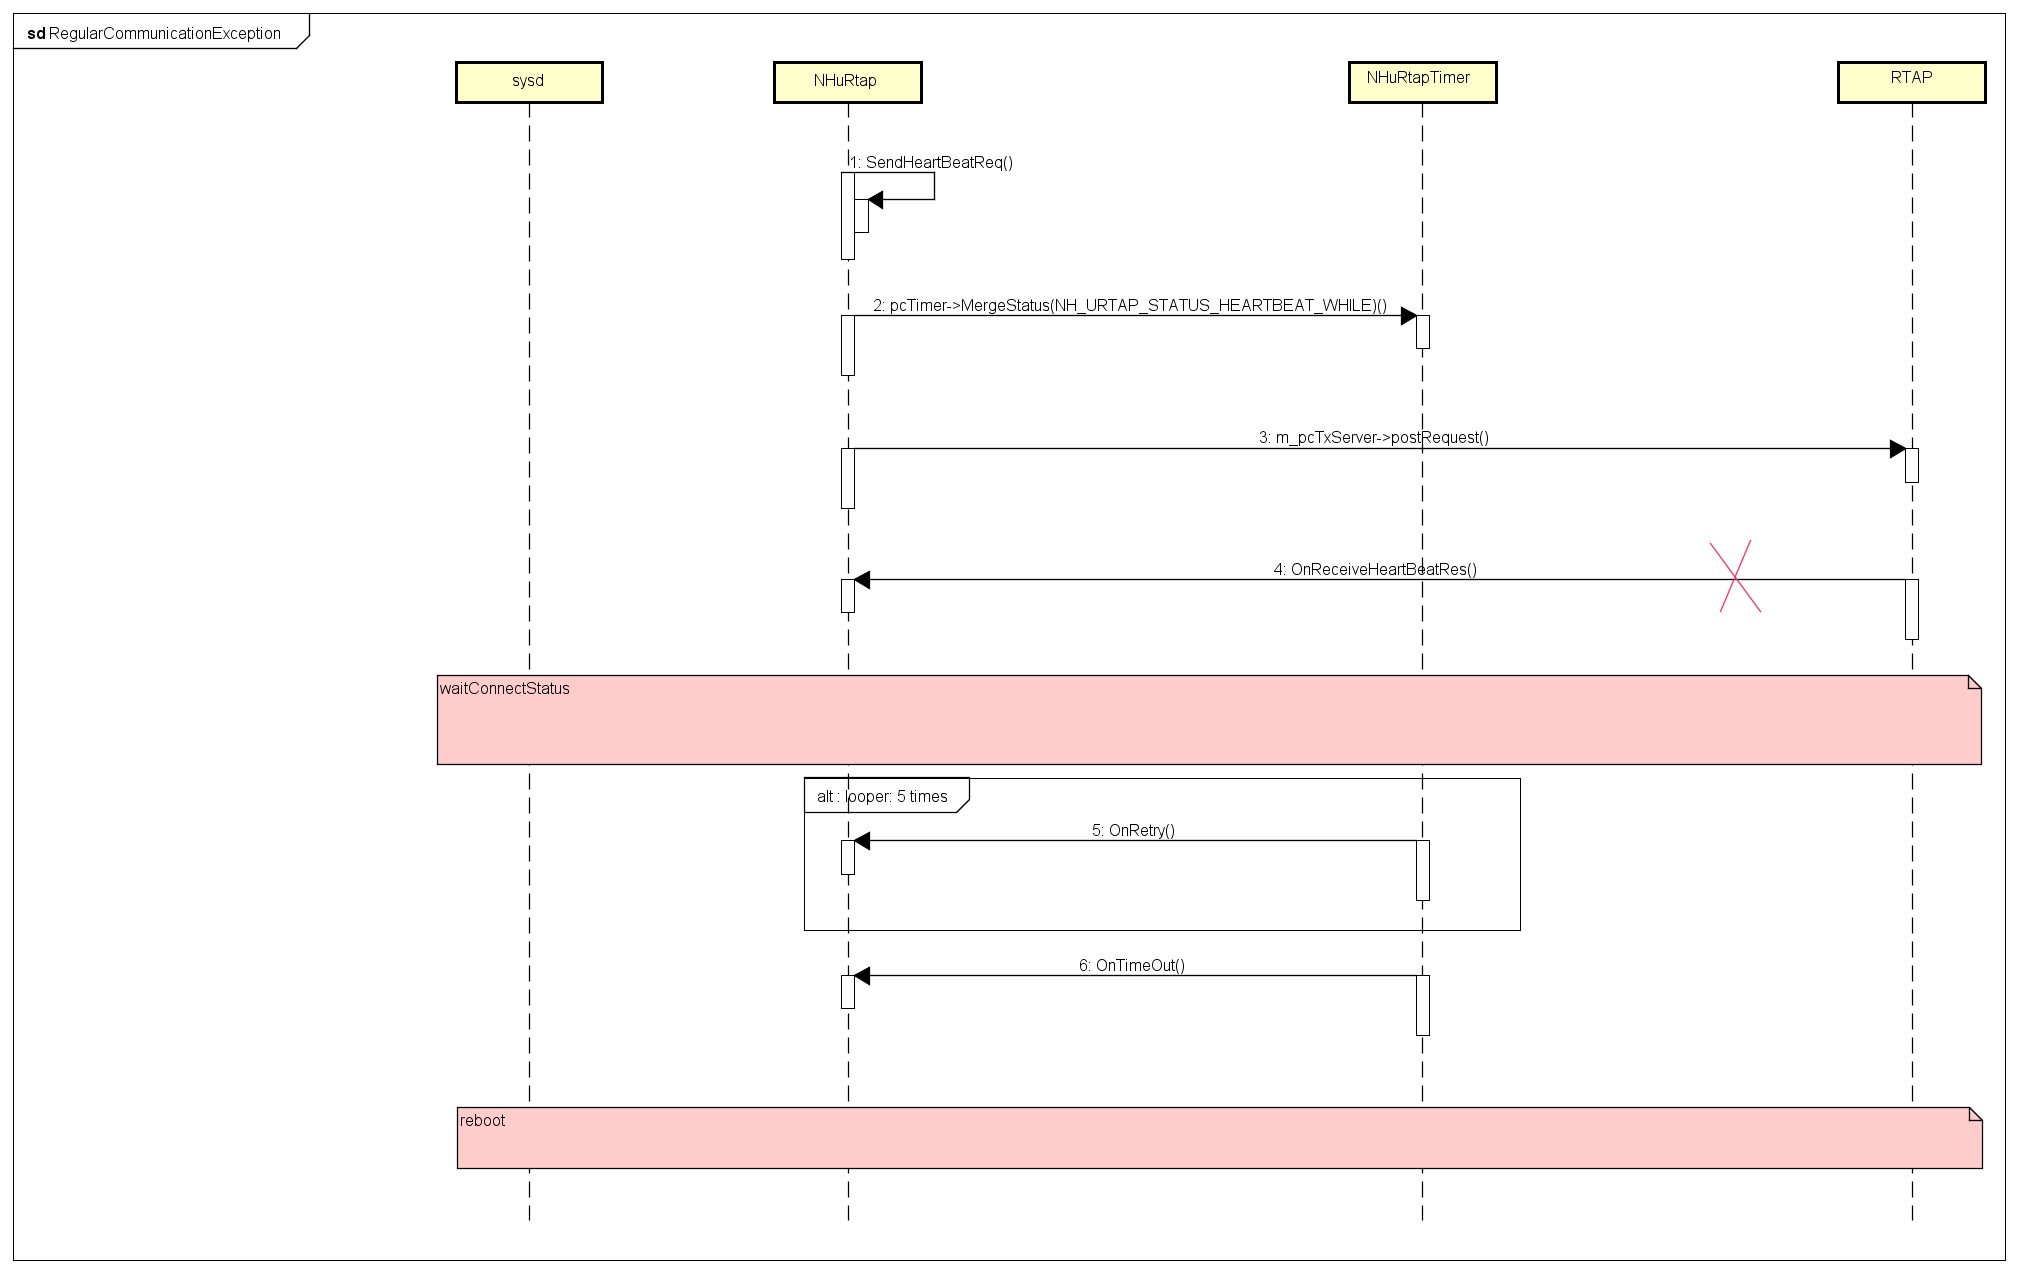 sd RegularCommunicationException
sysd
NHuRtap
NHuRtapTimer
RTAP
1: SendHeartBeatReq()
2: pcTimer->MergeStatus(NH_URTAP_STATUS_HEARTBEAT_WHILE)()
3: m_pcTxServer->postRequest()
4: OnReceiveHeartBeatRes()
waitConnectStatus
alt : looper: 5 times
5: OnRetry()
6: OnTimeOut()
reboot